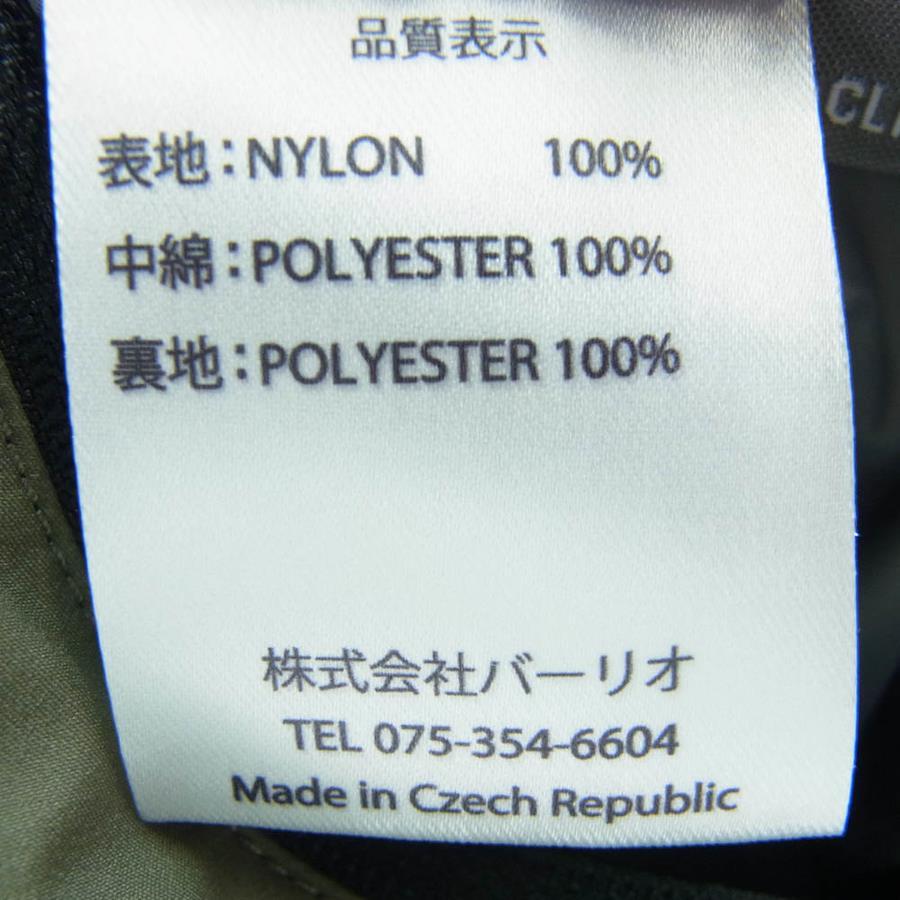 品質表示
表地：NYLON 100%
中綿：POLYESTER 100%
裏地：POLYESTER 100%
株式会社バーリオ
TEL 075-354-6604
Made in Czech Republic